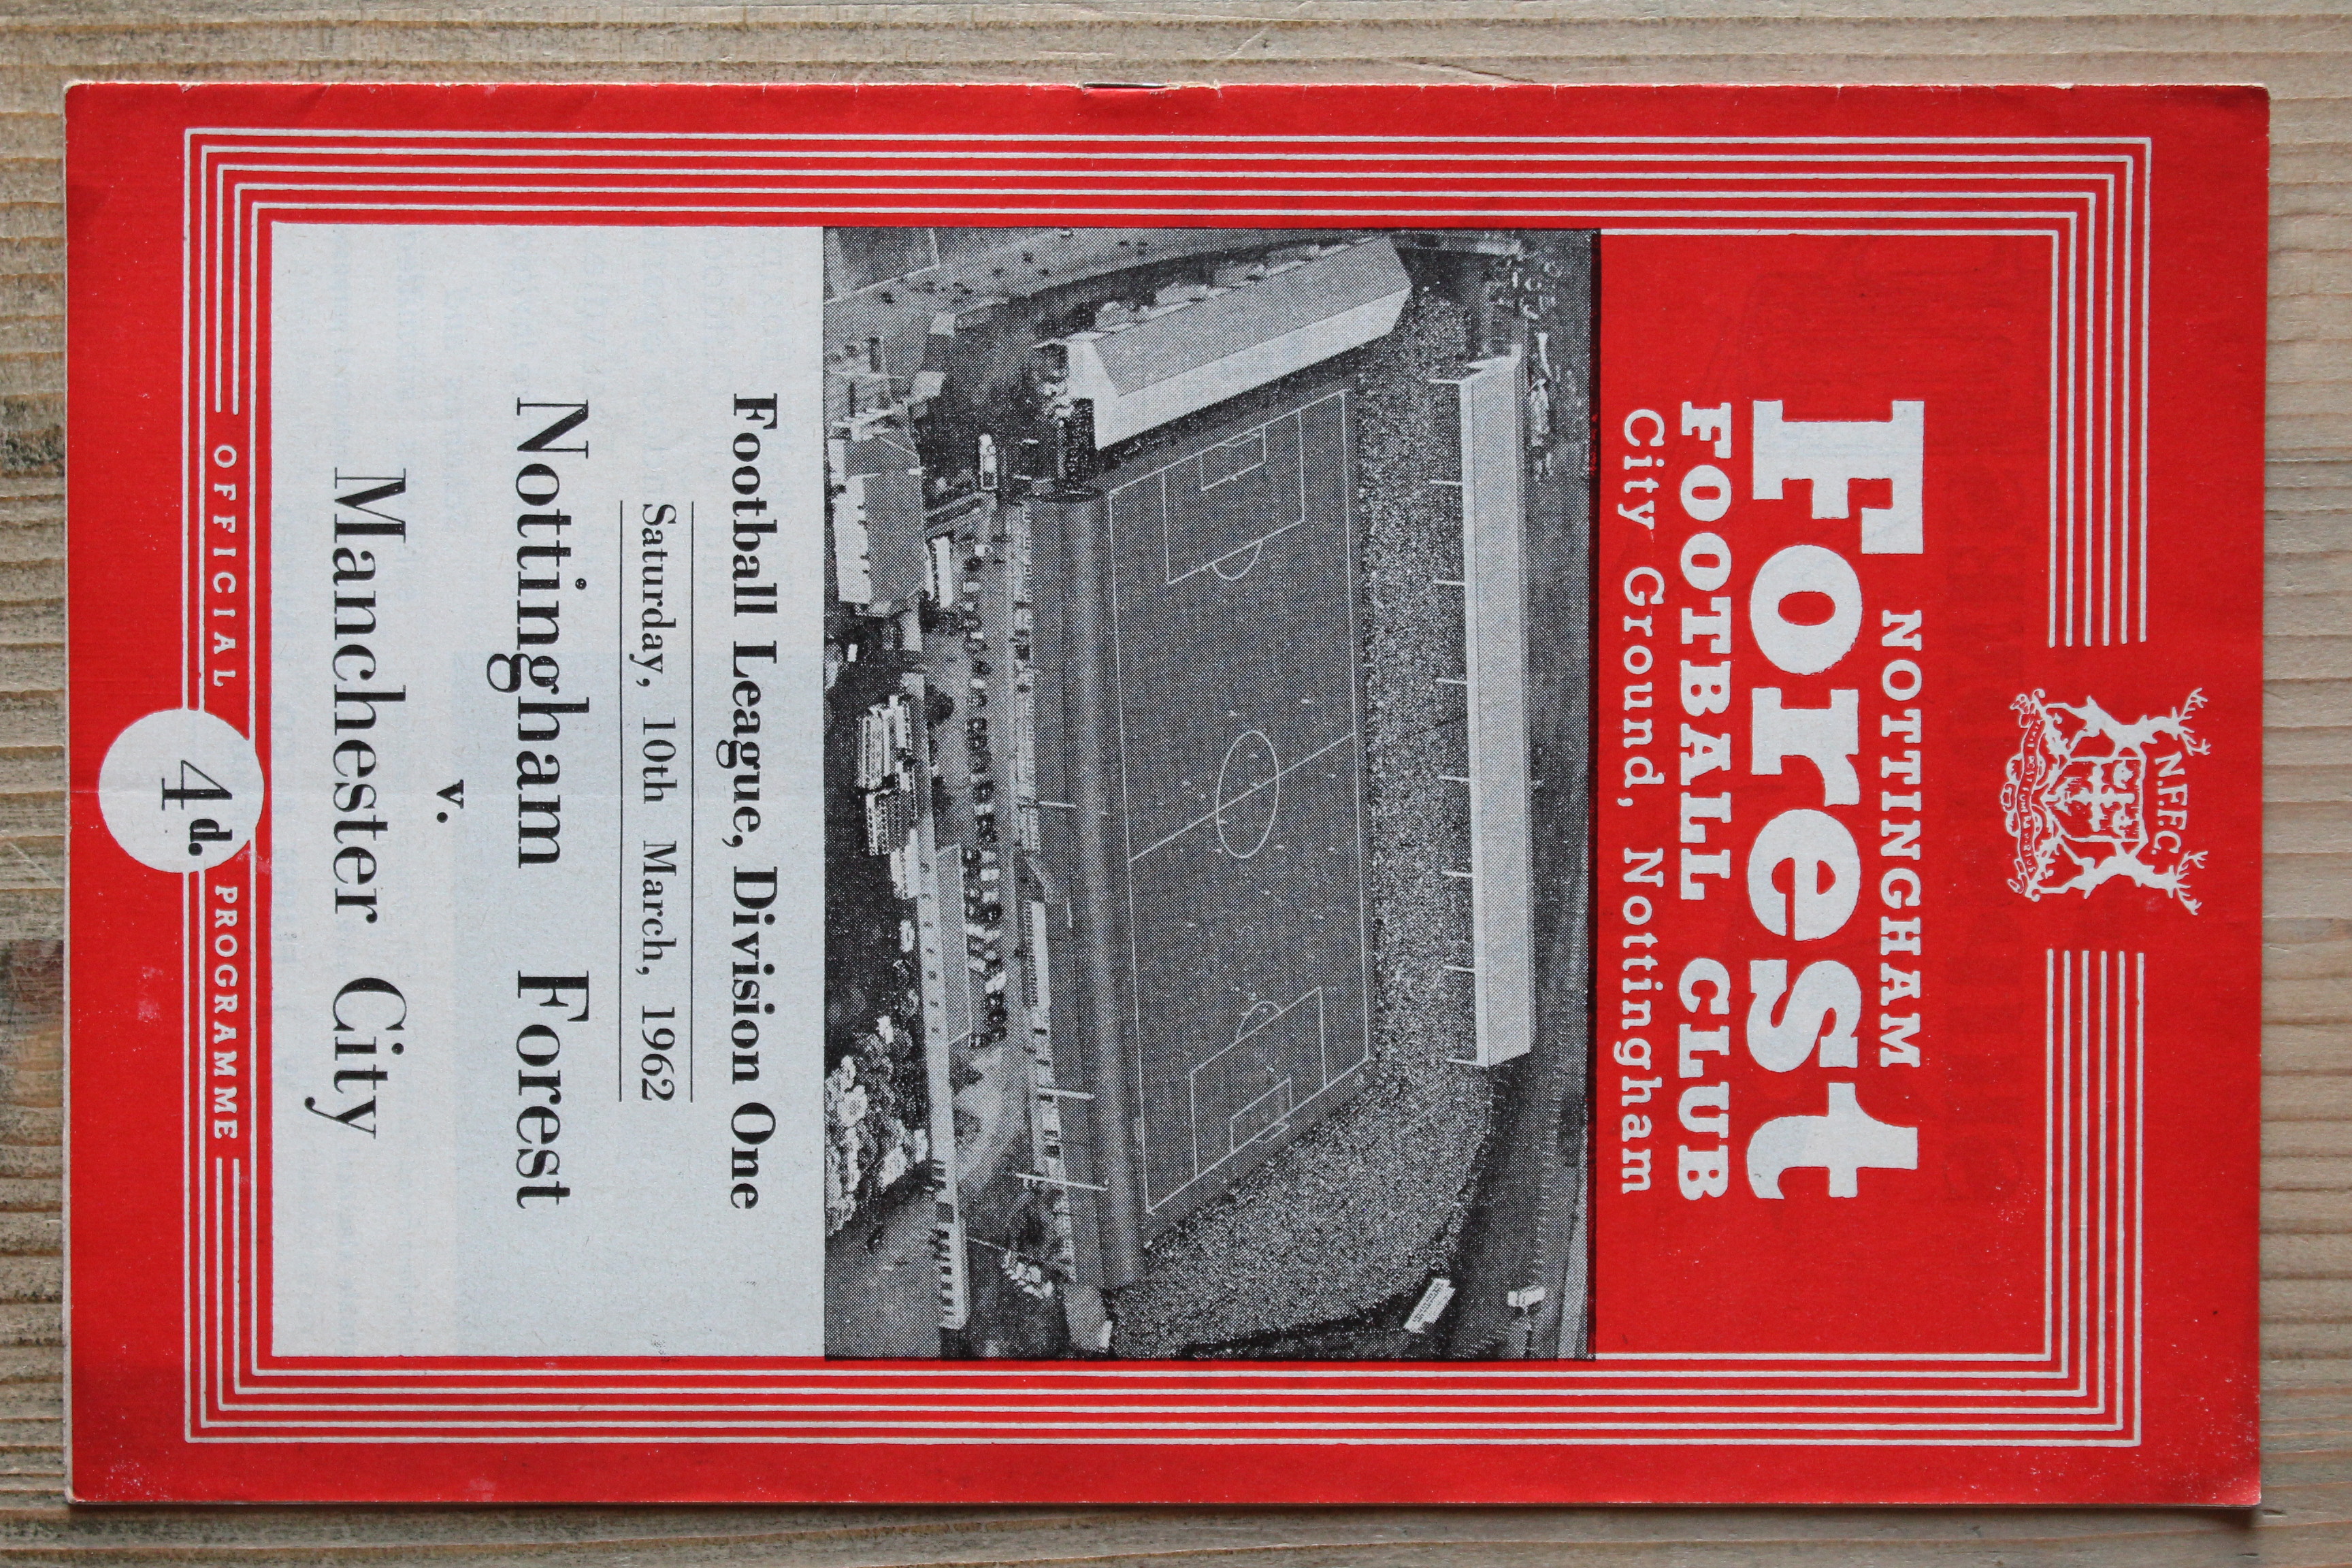 N.F.F.C.
NOTTINGHAM
Forest
FOOTBALL CLUB
City Ground, Nottingham
Football League, Division One
Saturday, 10th March, 1962
Nottingham Forest
v.
Manchester City
OFFICIAL PROGRAMME
4d.